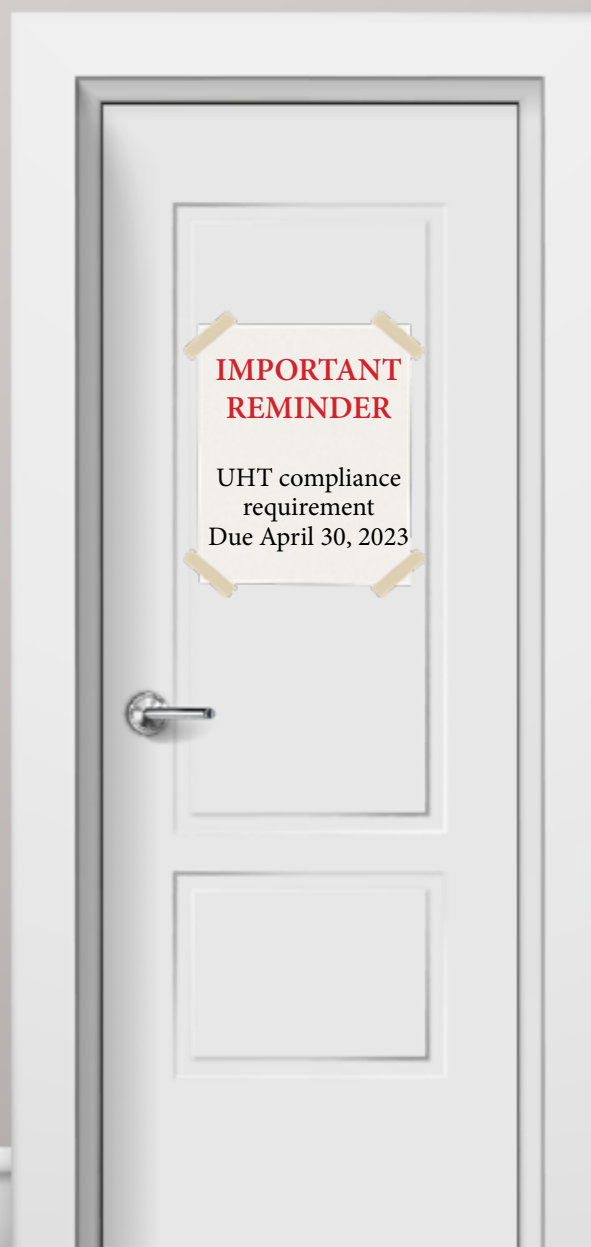 IMPORTANT
REMINDER
UHT compliance
requirement
Due April 30, 2023